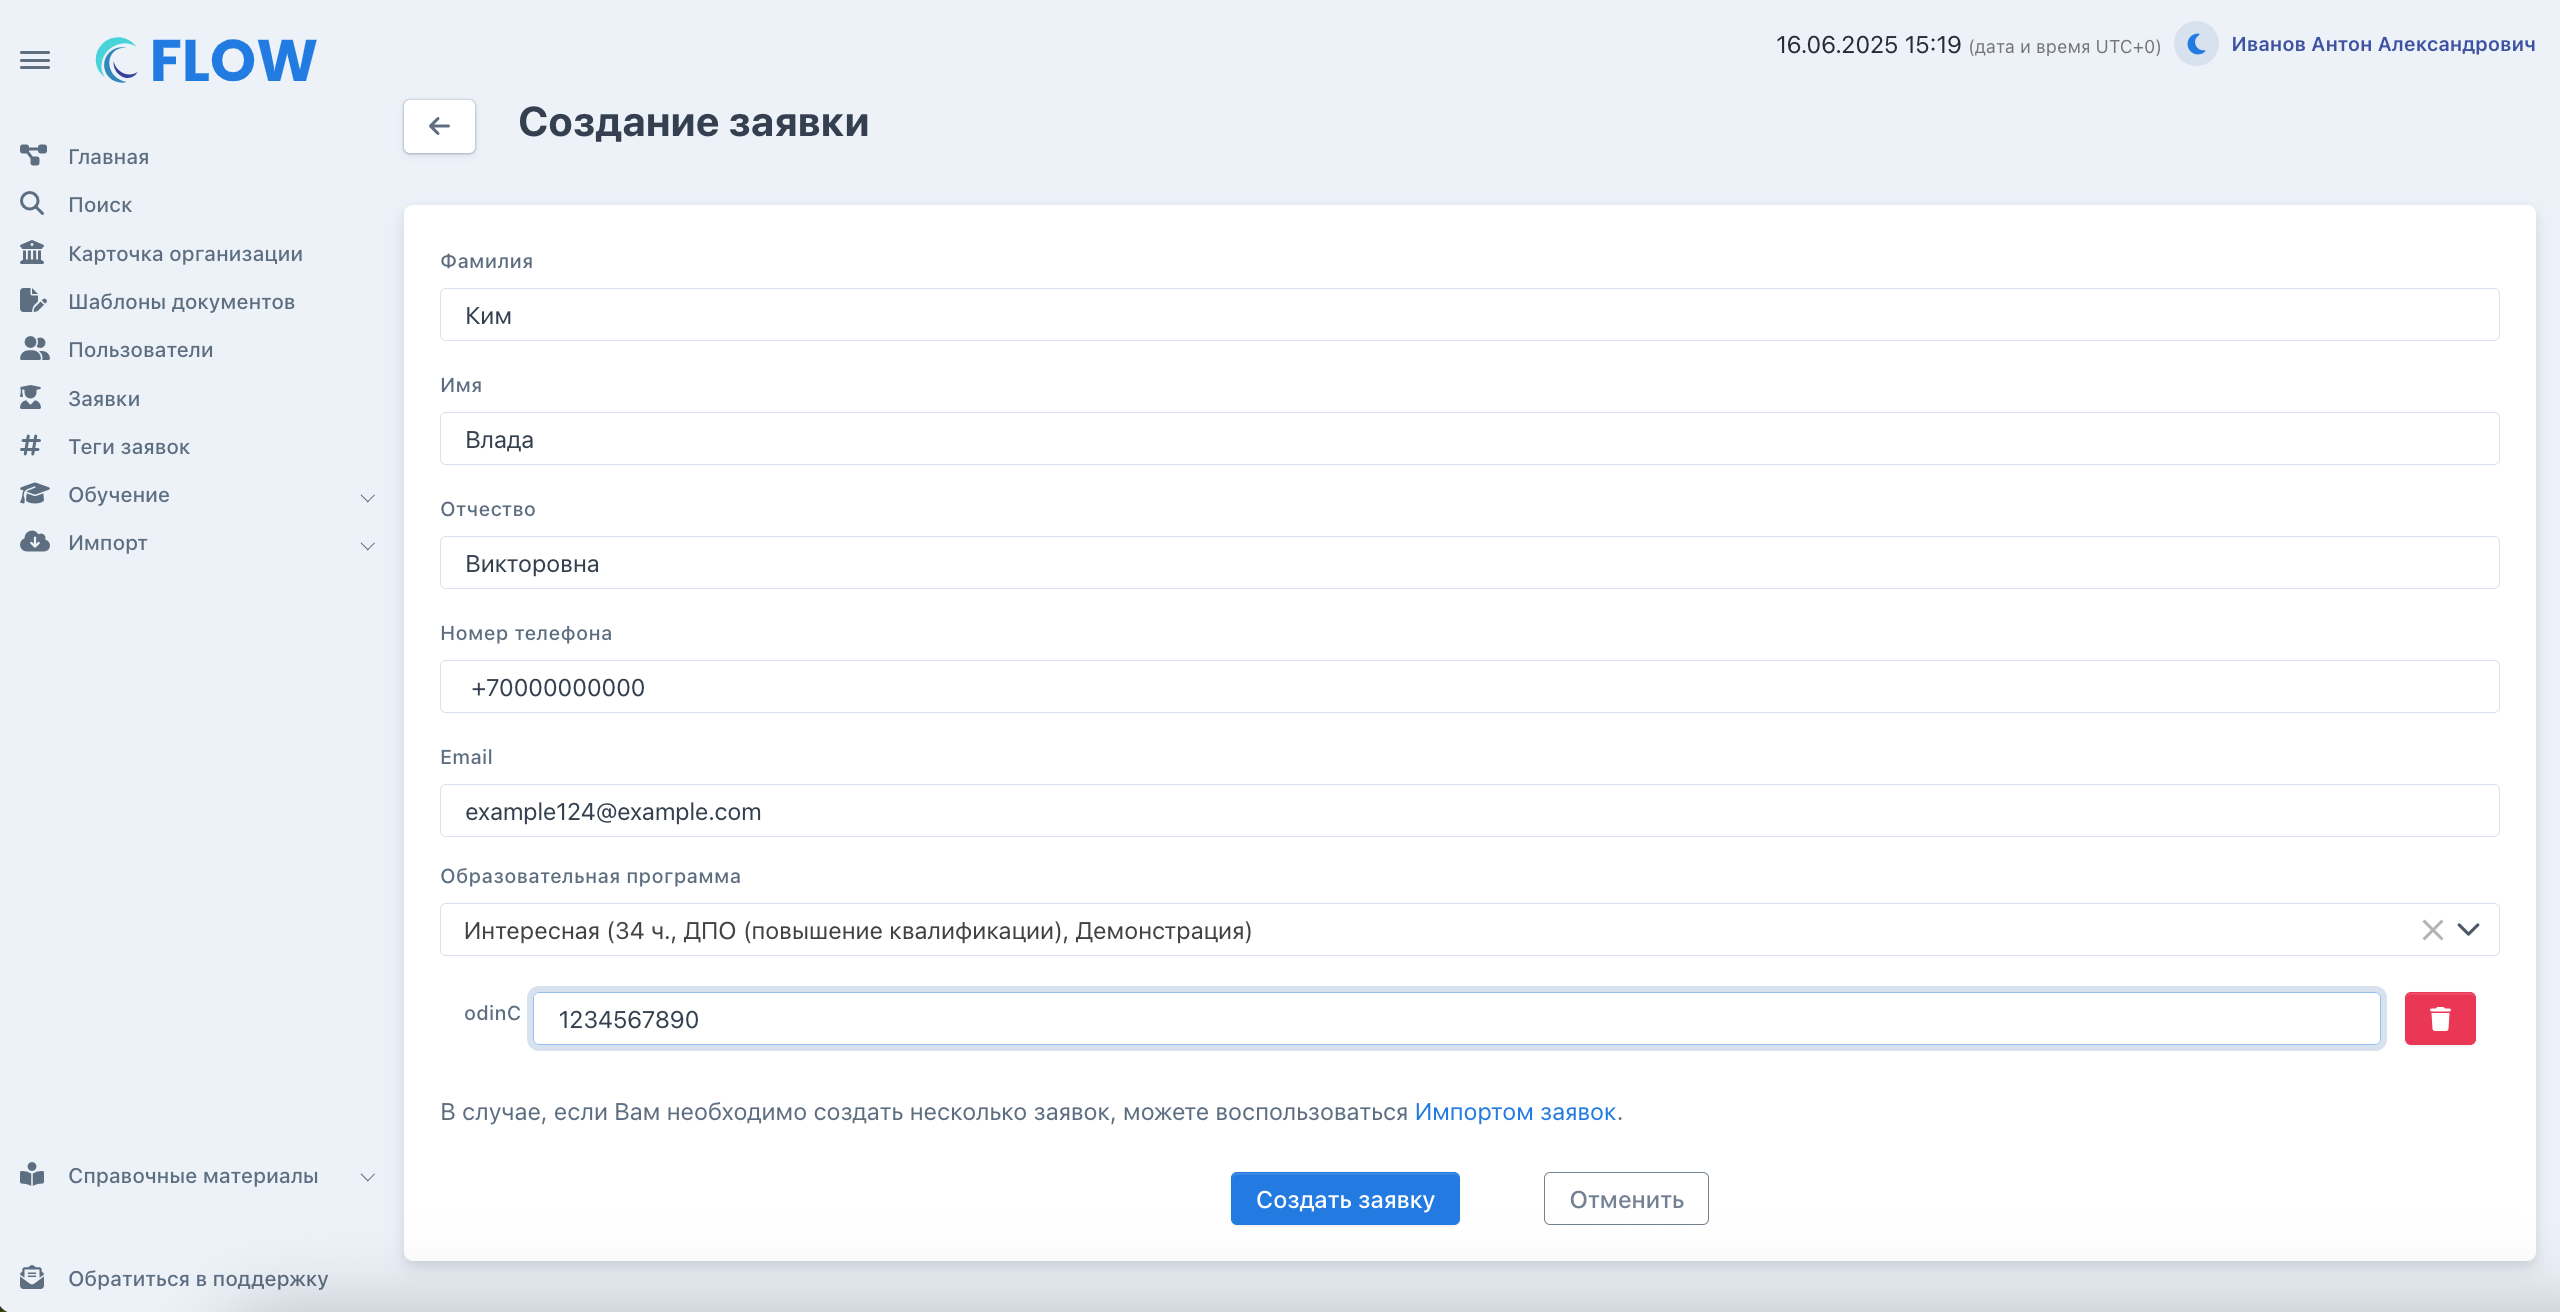 FLOW
16.06.2025 15:19 (дата и время UTC+0)
Иванов Антон Александрович
Создание заявки
Главная
Поиск
Карточка организации
Шаблоны документов
Пользователи
Заявки
Теги заявок
Обучение
Импорт
Справочные материалы
Обратиться в поддержку
Фамилия
Ким
Имя
Влада
Отчество
Викторовна
Номер телефона
+70000000000
Email
example124@example.com
Образовательная программа
Интересная (34 ч., ДПО (повышение квалификации), Демонстрация)
odinC 1234567890
В случае, если Вам необходимо создать несколько заявок, можете воспользоваться Импортом заявок.
Создать заявку
Отменить